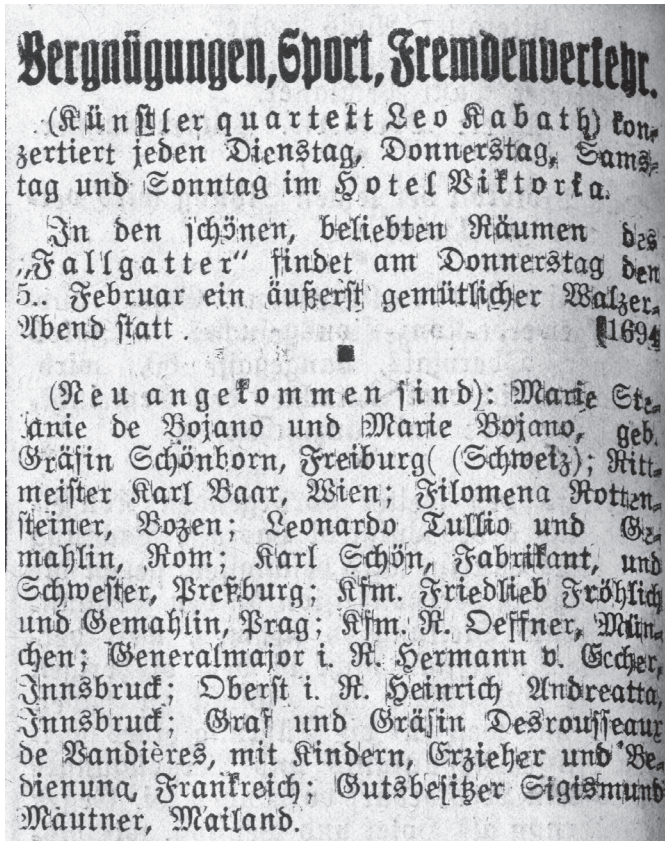 Vergnügungen, Sport, Fremdenverkehr.
(Künstlerquartett Leo Kabath) kon-
zertiert jeden Dienstag, Donnerstag, Sams-
tag und Sonntag im Hotel Viktoria.
In den schönen, beliebten Räumen des
„Fallgatter“ findet am Donnerstag den
5.. Februar ein äußerst gemütlicher Walzer-
Abend statt. 1694
(Neu angekommen sind): Marie Ste-
anie de Bojano und Marie Bojano, geb.
Gräfin Schönborn, Freiburg( (Schweiz); Ritt-
meister Karl Baar, Wien; Filomena Rotten-
steiner, Bozen; Leonardo Tullio und Ge-
mahlin, Rom; Karl Schön, Fabrikant, und
Schwester, Preßburg; Kfm. Friedlieb Fröhlich
und Gemahlin, Prag; Kfm. R. Oeffner, Mün-
chen; Generalmajor i. R. Hermann v. Eccher,
Innsbruck; Oberst i. R. Heinrich Andreatta,
Innsbruck; Graf und Gräfin Desrousseaux
de Vandières, mit Kindern, Erzieher und Be-
dienung, Frankreich; Gutsbesitzer Sigismund
Mautner, Mailand.